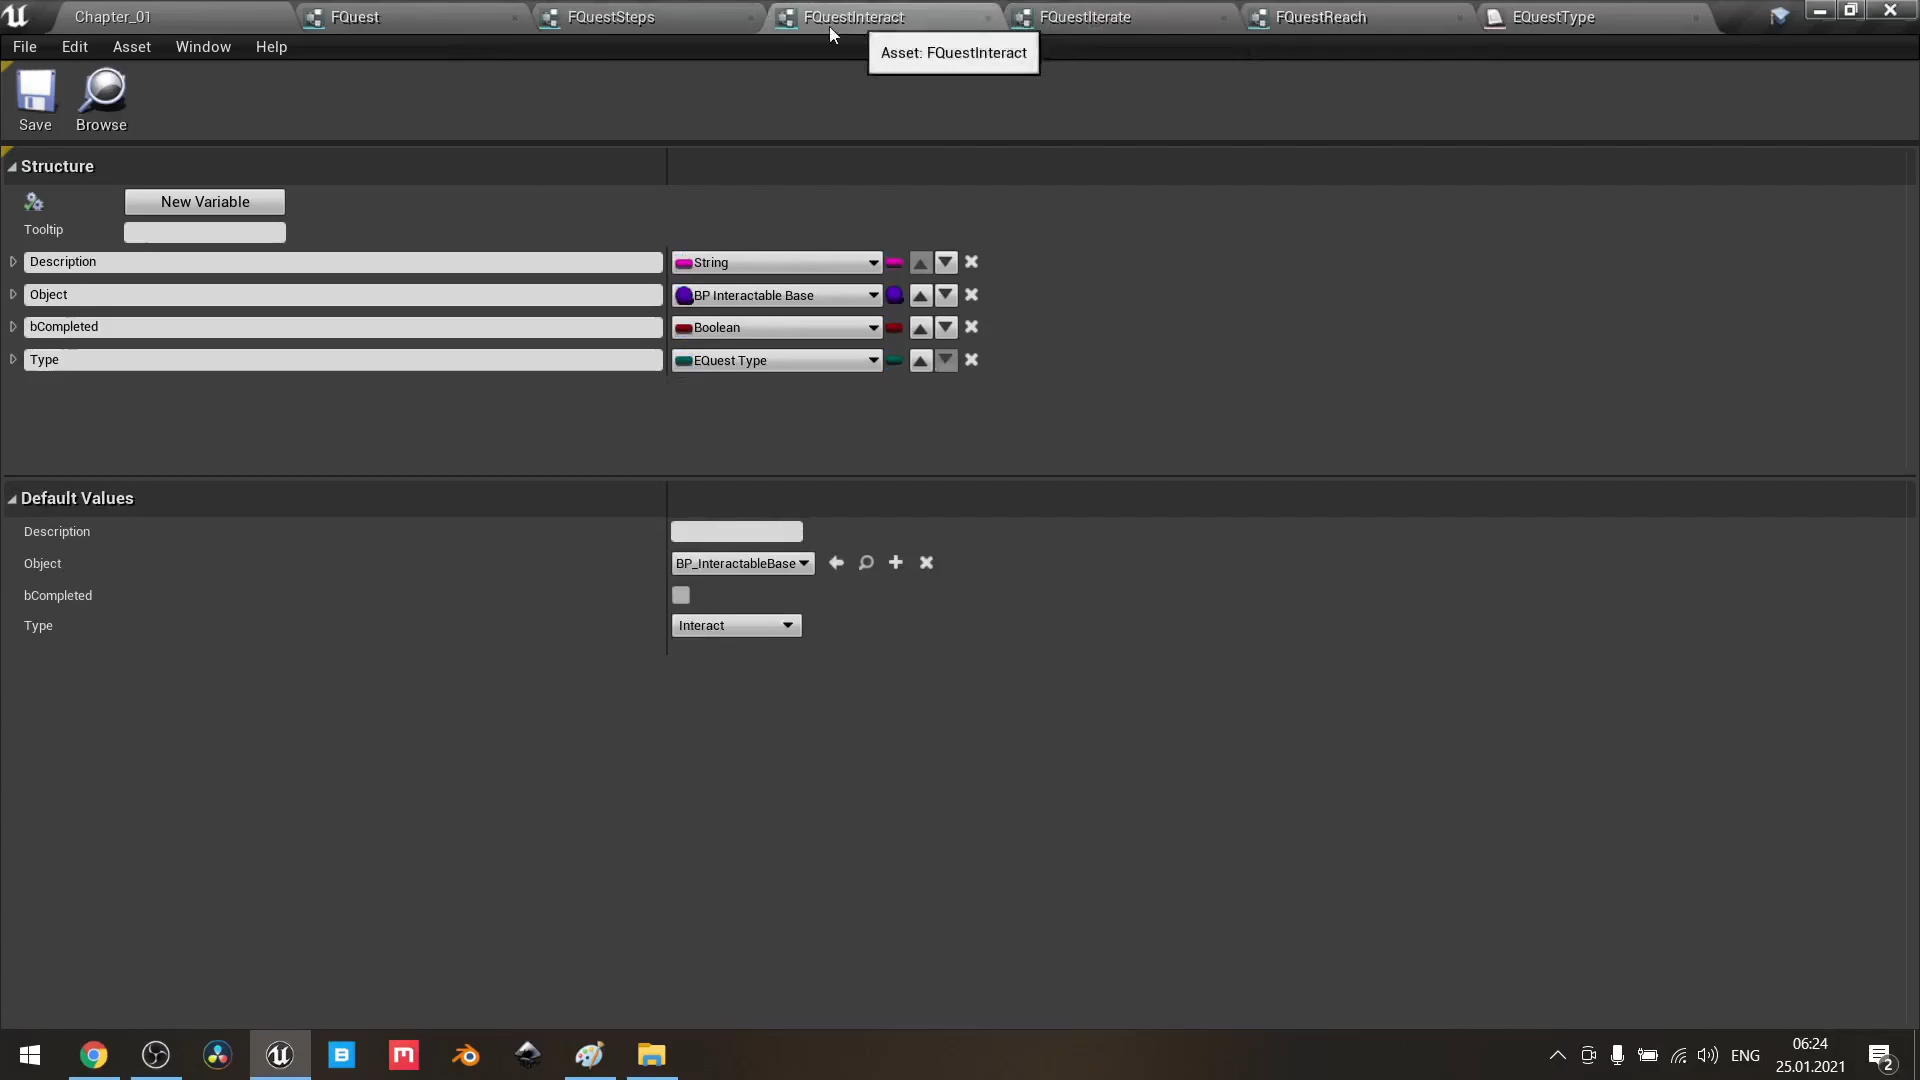 Chapter_01
FQuest
FQuestSteps
FQuestInteract
FQuestIterate
FQuestReach
EQuestType
File
Edit
Asset
Window
Help
Asset: FQuestInteract
Save
Browse
Structure
New Variable
Tooltip
Description
String
Object
BP Interactable Base
bCompleted
Boolean
Type
EQuest Type
Default Values
Description
Object
BP_InteractableBase
bCompleted
Type
Interact
ENG
06:24
25.01.2021
2